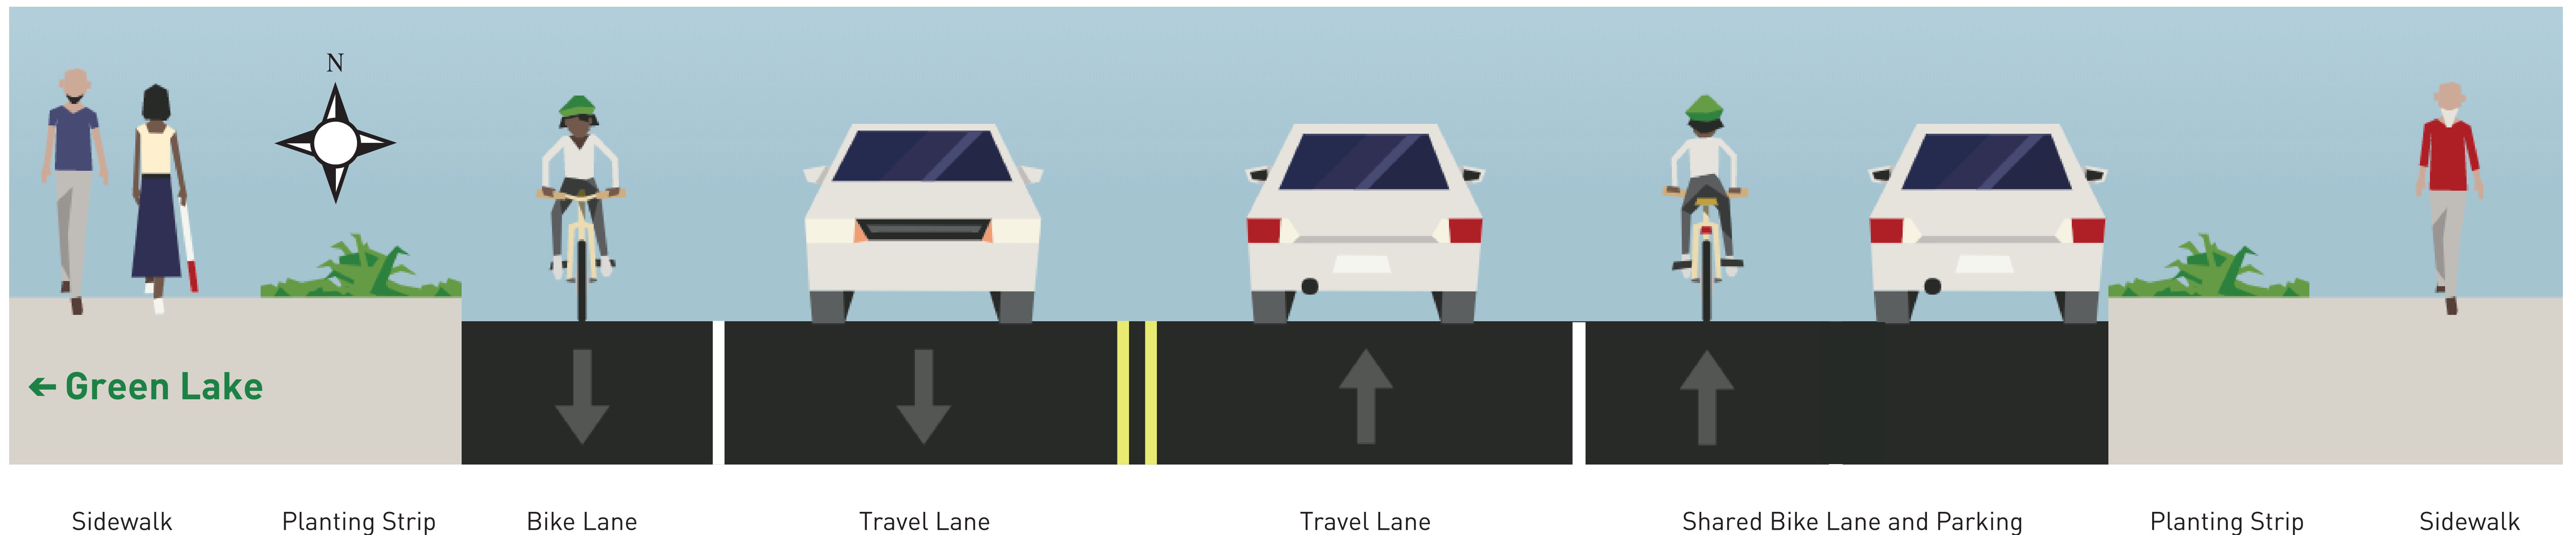 N
← Green Lake
Sidewalk
Planting Strip
Bike Lane
Travel Lane
Travel Lane
Shared Bike Lane and Parking
Planting Strip
Sidewalk